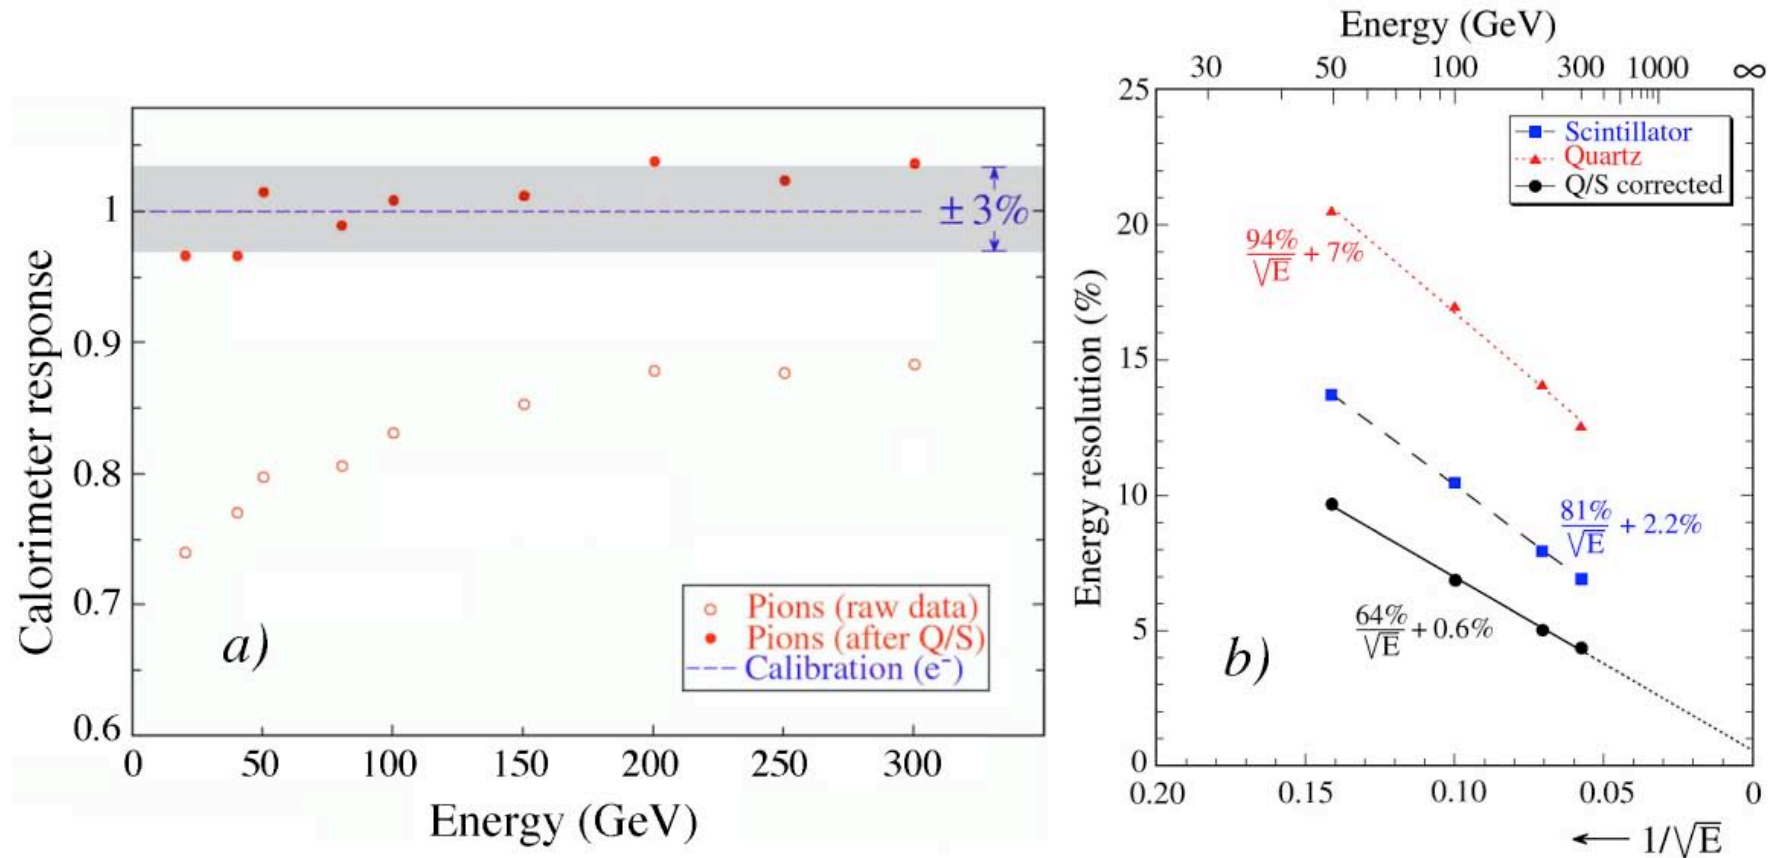 Calorimeter response
1
0.9
0.8
0.7
0.6
0 50 100 150 200 250 300
Energy (GeV)
± 3%
a)
Pions (raw data)
Pions (after Q/S)
Calibration (e⁻)
Energy (GeV)
30 50 100 300 1000 ∞
Energy resolution (%)
25
20
15
10
5
0
0.20 0.15 0.10 0.05 0
← 1/√E
Scintillator
Quartz
Q/S corrected
94%/√E + 7%
81%/√E + 2.2%
64%/√E + 0.6%
b)